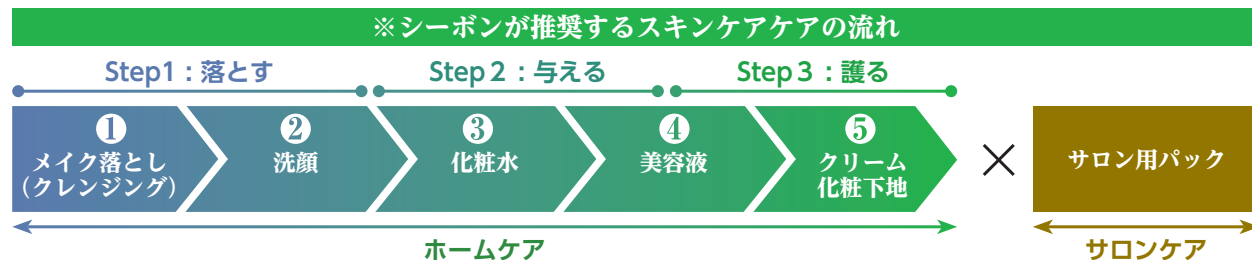 ※シーボンが推奨するスキンケアケアの流れ
Step1：落とす
Step２：与える
Step３：護る
❶
メイク落とし
（クレンジング）
❷
洗顔
❸
化粧水
❹
美容液
❺
クリーム
化粧下地
×
サロン用パック
ホームケア
サロンケア